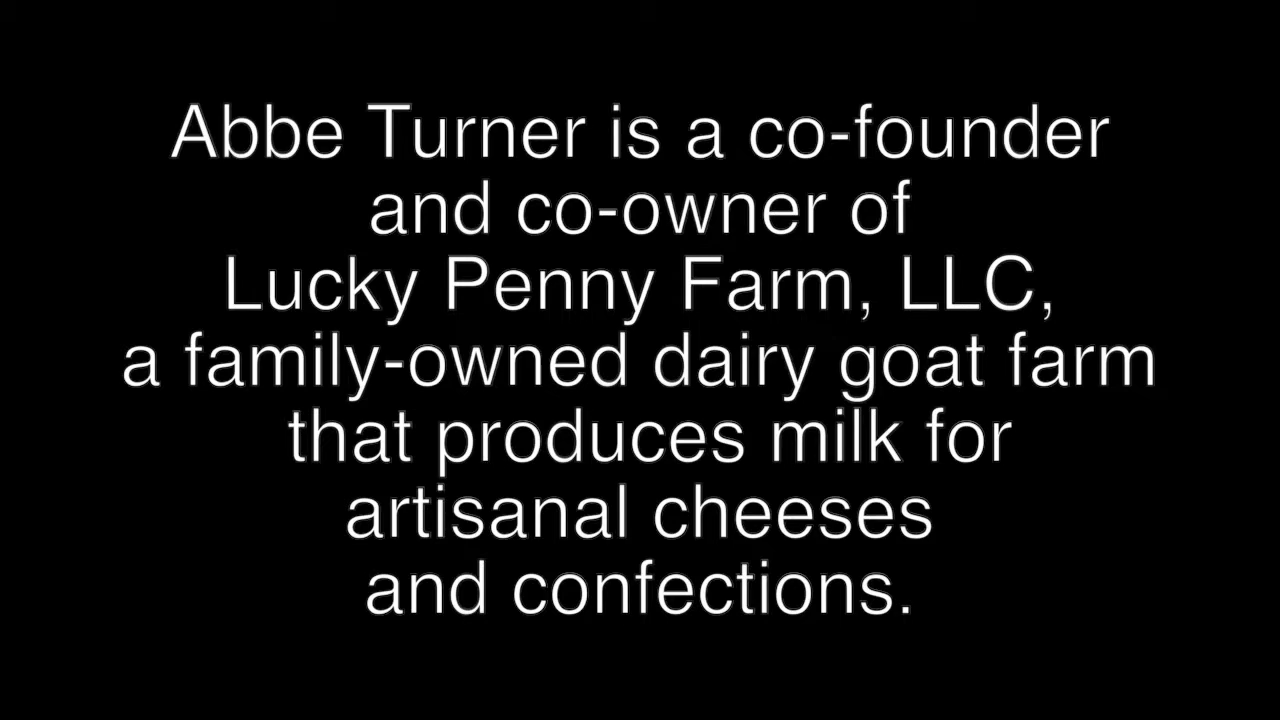 Abbe Turner is a co-founder
and co-owner of
Lucky Penny Farm, LLC,
a family-owned dairy goat farm
that produces milk for
artisanal cheeses
and confections.